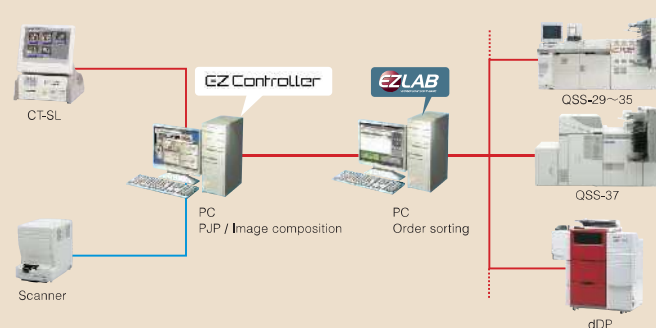 CT-SL
EZ Controller
EZLAB
QSS-29～35
QSS-37
PC
PJP / Image composition
PC
Order sorting
Scanner
dDP